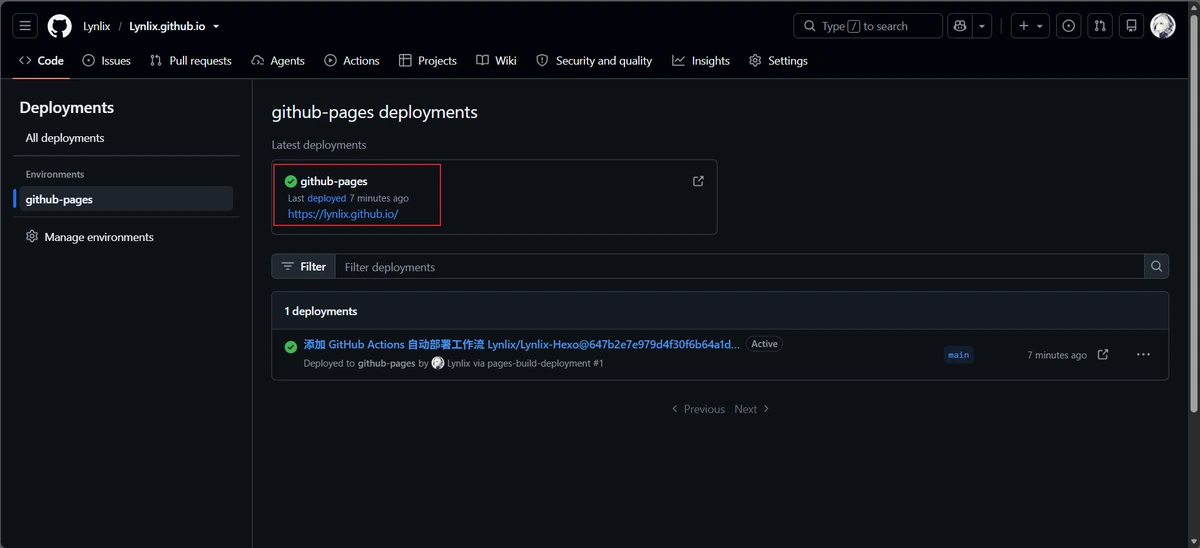 Lynlix / Lynlix.github.io
Type / to search
Code Issues Pull requests Agents Actions Projects Wiki Security and quality Insights Settings
Deployments
All deployments
Environments
github-pages
Manage environments
github-pages deployments
Latest deployments
github-pages
Last deployed 7 minutes ago
https://lynlix.github.io/
Filter Filter deployments
1 deployments
添加 GitHub Actions 自动部署工作流 Lynlix/Lynlix-Hexo@647b2e7e979d4f30f6b64a1d... Active
Deployed to github-pages by Lynlix via pages-build-deployment #1
main 7 minutes ago
Previous Next